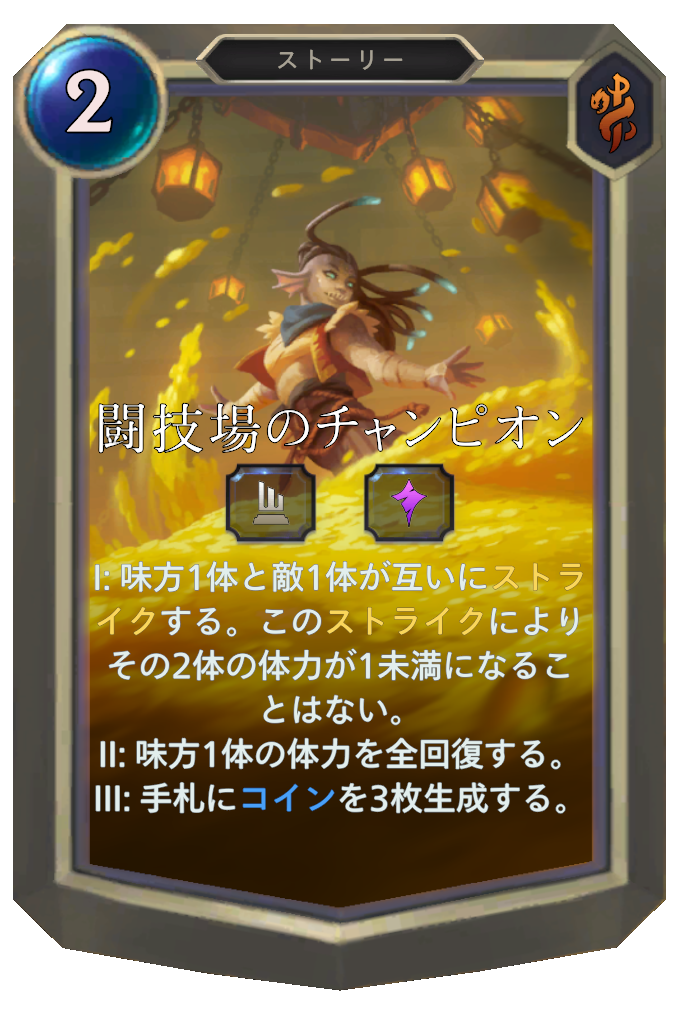 ストーリー
2
闘技場のチャンピオン
I: 味方1体と敵1体が互いにストラ
イクする。このストライクにより
その2体の体力が1未満になるこ
とはない。
II: 味方1体の体力を全回復する。
III: 手札にコインを3枚生成する。